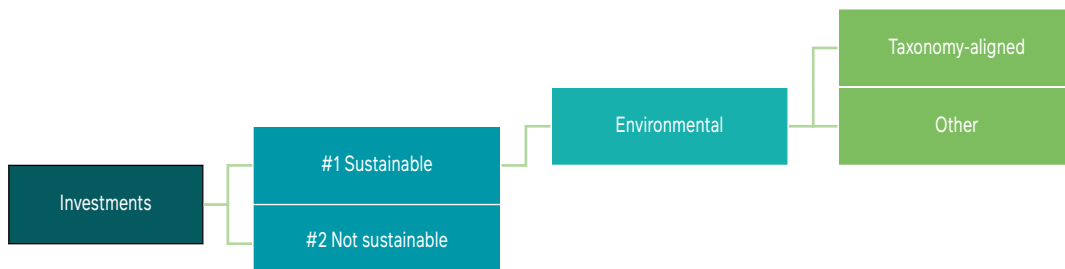 Investments
#1 Sustainable
#2 Not sustainable
Environmental
Taxonomy-aligned
Other